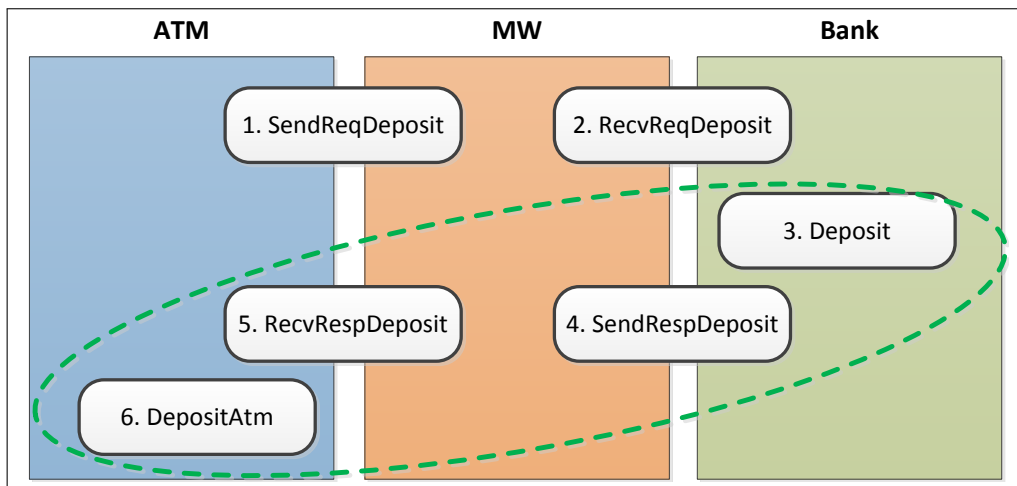 ATM
MW
Bank
1. SendReqDeposit
2. RecvReqDeposit
3. Deposit
5. RecvRespDeposit
4. SendRespDeposit
6. DepositAtm